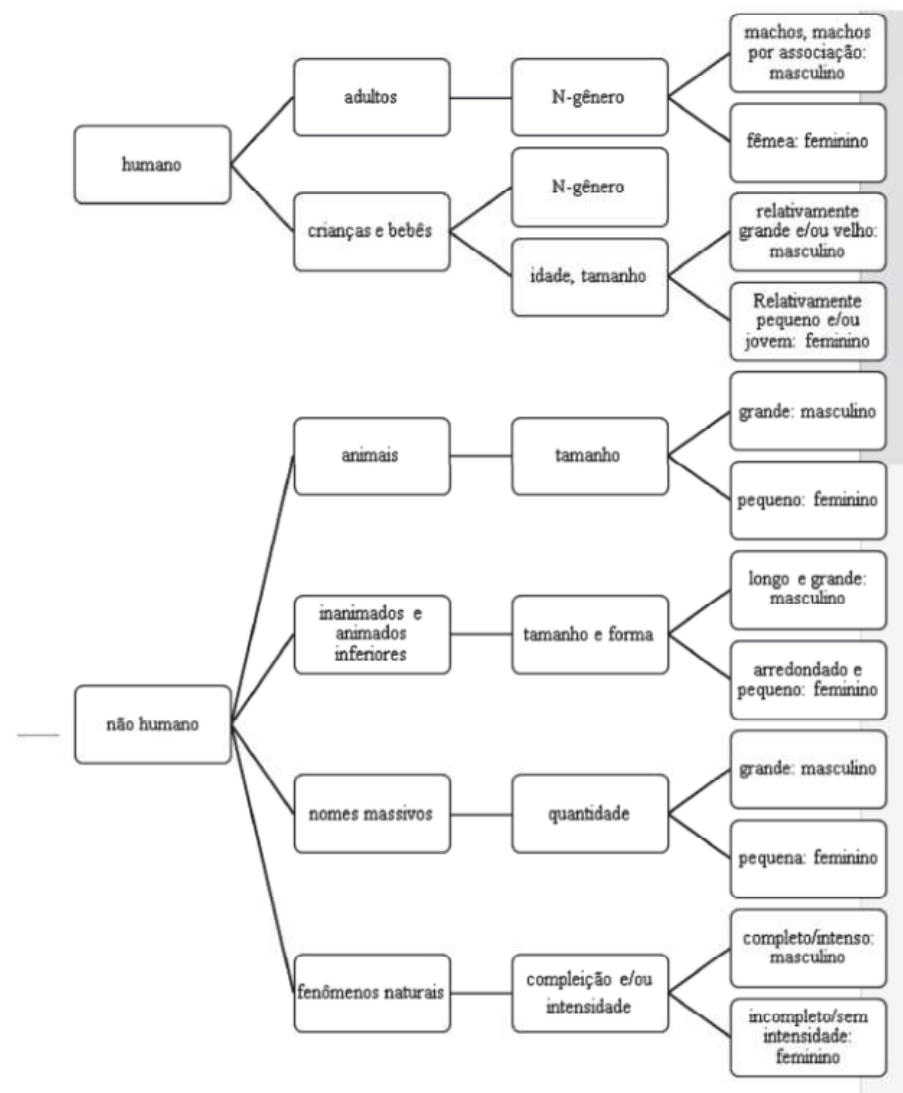 humano
adultos
N-gênero
machos, machos
por associação:
masculino
fêmea: feminino
crianças e bebês
N-gênero
idade, tamanho
relativamente
grande e/ou velho:
masculino
Relativamente
pequeno e/ou
jovem: feminino
não humano
animais
tamanho
grande: masculino
pequeno: feminino
inanimados e
animados
inferiores
tamanho e forma
longo e grande:
masculino
arredondado e
pequeno: feminino
nomes massivos
quantidade
grande: masculino
pequena: feminino
fenômenos naturais
compleição e/ou
intensidade
completo/intenso:
masculino
incompleto/sem
intensidade:
feminino